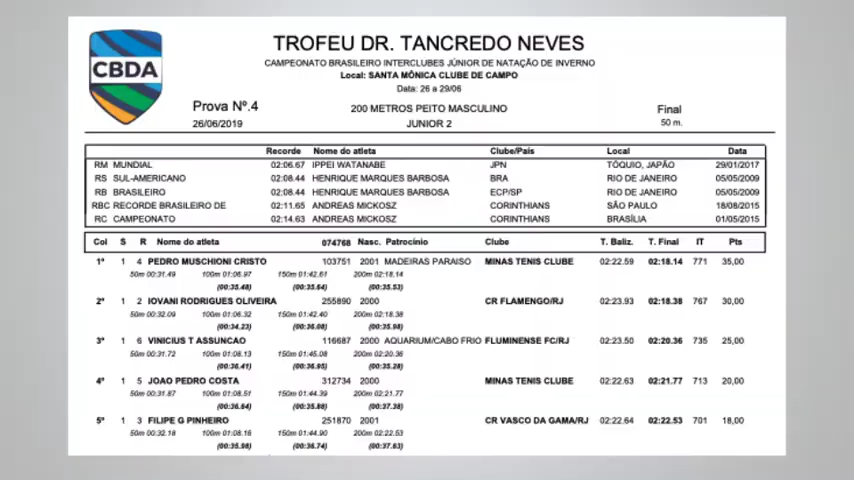 CBDA
TROFEU DR. TANCREDO NEVES
CAMPEONATO BRASILEIRO INTERCLUBES JÚNIOR DE NATAÇÃO DE INVERNO
Local: SANTA MÔNICA CLUBE DE CAMPO
Data: 26 a 29/06
Prova Nº.4 200 METROS PEITO MASCULINO Final
26/06/2019 JUNIOR 2 50 m.
Recorde Nome do atleta Clube/País Local Data
RM MUNDIAL 02:06.67 IPPEI WATANABE JPN TÓQUIO, JAPÃO 29/01/2017
RS SUL-AMERICANO 02:08.44 HENRIQUE MARQUES BARBOSA BRA RIO DE JANEIRO 05/05/2009
RB BRASILEIRO 02:08.44 HENRIQUE MARQUES BARBOSA ECP/SP RIO DE JANEIRO 05/05/2009
RBC RECORDE BRASILEIRO DE 02:11.65 ANDREAS MICKOSZ CORINTHIANS SÃO PAULO 18/08/2015
RC CAMPEONATO 02:14.63 ANDREAS MICKOSZ CORINTHIANS BRASÍLIA 01/05/2015
Col S R Nome do atleta 074768 Nasc. Patrocínio Clube T. Baliz. T. Final IT Pts
1º 1 4 PEDRO MUSCHIONI CRISTO 103751 2001 MADEIRAS PARAISO MINAS TENIS CLUBE 02:22.59 02:18.14 771 35,00
50m 00:31.49 100m 01:06.97 150m 01:42.61 200m 02:18.14
(00:35.48) (00:35.64) (00:35.53)
2º 1 2 IOVANI RODRIGUES OLIVEIRA 255890 2000 CR FLAMENGO/RJ 02:23.93 02:18.38 767 30,00
50m 00:32.09 100m 01:06.32 150m 01:42.40 200m 02:18.38
(00:34.23) (00:36.08) (00:35.98)
3º 1 6 VINICIUS T ASSUNCAO 116687 2000 AQUARIUM/CABO FRIO FLUMINENSE FC/RJ 02:23.50 02:20.36 735 25,00
50m 00:31.72 100m 01:08.13 150m 01:45.08 200m 02:20.36
(00:36.41) (00:36.95) (00:35.28)
4º 1 5 JOAO PEDRO COSTA 312734 2000 MINAS TENIS CLUBE 02:22.63 02:21.77 713 20,00
50m 00:31.87 100m 01:08.51 150m 01:44.39 200m 02:21.77
(00:36.64) (00:35.88) (00:37.38)
5º 1 3 FILIPE G PINHEIRO 251870 2001 CR VASCO DA GAMA/RJ 02:22.64 02:22.53 701 18,00
50m 00:32.18 100m 01:08.16 150m 01:44.90 200m 02:22.53
(00:35.98) (00:36.74) (00:37.63)